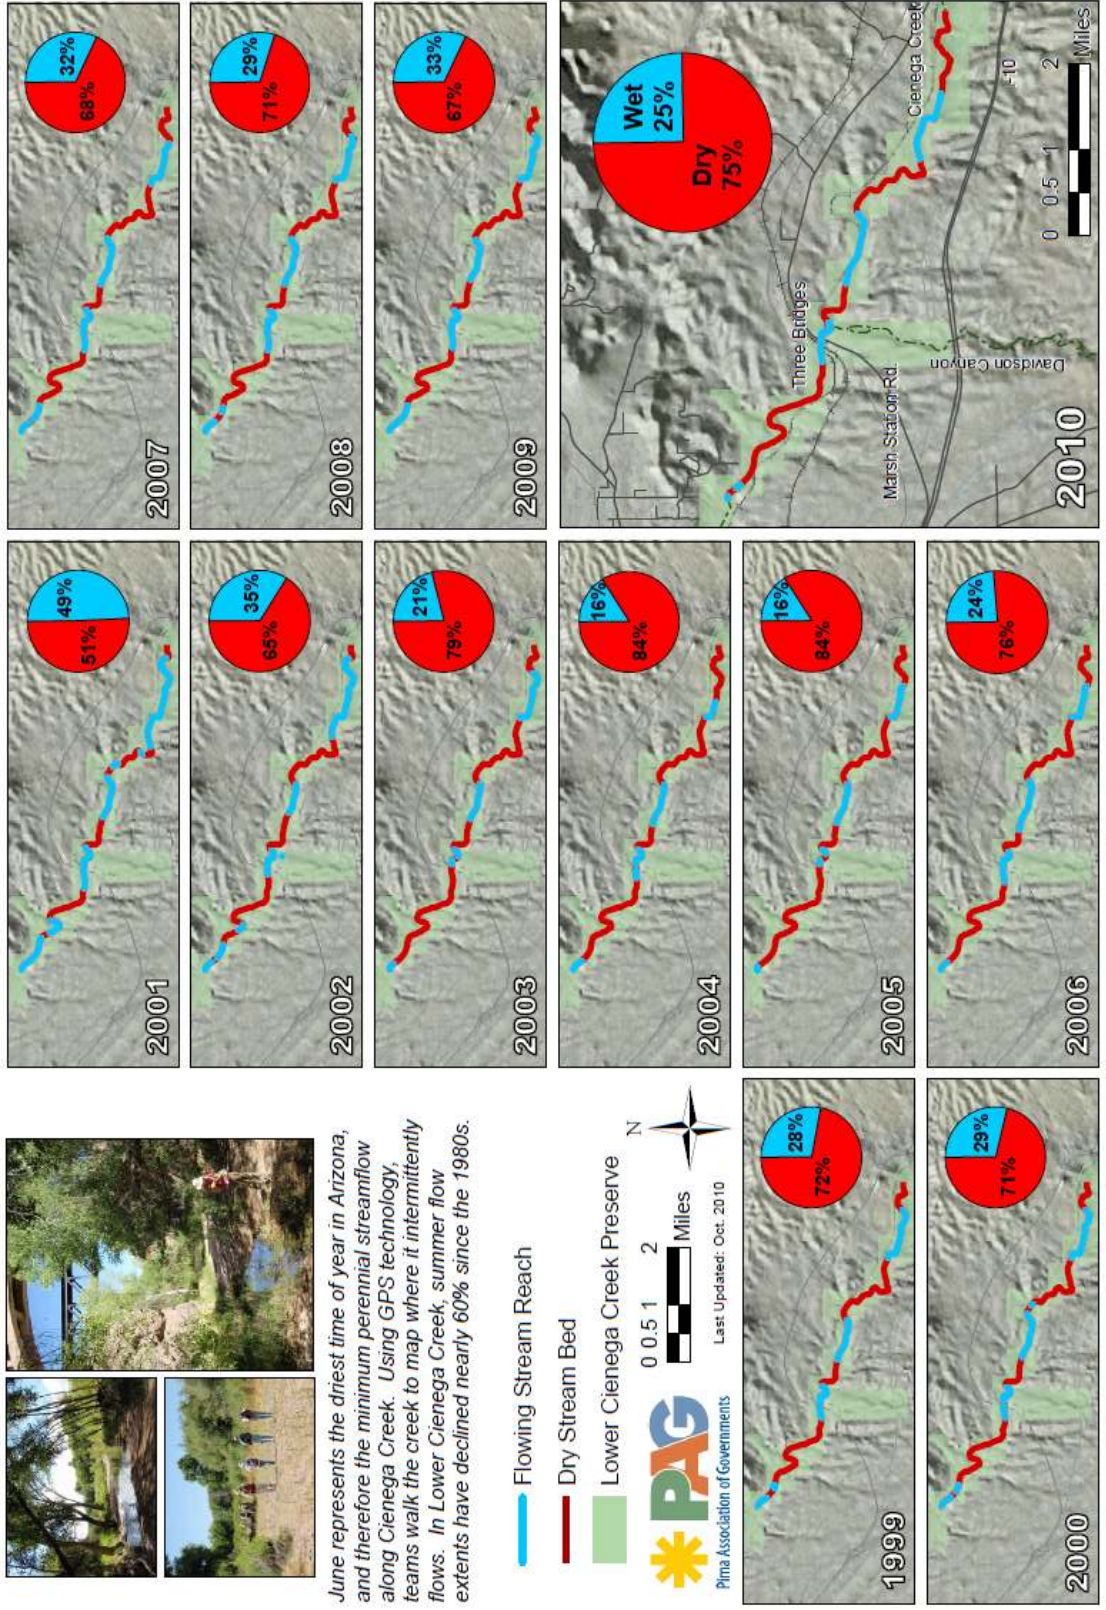 June represents the driest time of year in Arizona,
and therefore the minimum perennial streamflow
along Cienega Creek. Using GPS technology,
teams walk the creek to map where it intermittently
flows. In Lower Cienega Creek, summer flow
extents have declined nearly 60% since the 1980s.
Flowing Stream Reach
Dry Stream Bed
Lower Cienega Creek Preserve
PAG
Pima Association of Governments
0 0.5 1 2
Miles
Last Updated: Oct. 2010
N
1999
72%
28%
2000
71%
29%
2001
51%
49%
2002
65%
35%
2003
79%
21%
2004
84%
16%
2005
84%
16%
2006
76%
24%
2007
68%
32%
2008
71%
29%
2009
67%
33%
2010
Dry
75%
Wet
25%
Three Bridges
Marsh Station Rd.
Davidson Canyon
Cienega Creek
-10
0 0.5 1 2
Miles